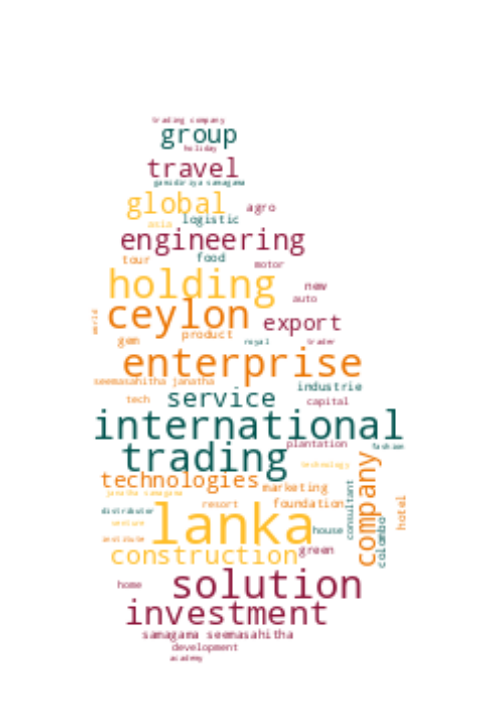 trading company
group
holiday
travel
gamidiriya samagama
global agro
asia logistic
engineering
tour food
motor
holding new
auto
ceylon export
world
gem product royal trader
enterprise
seemasahitha janatha industrie
tech service capital
international
plantation fashion
trading
technology
technologies marketing company
janatha samagama
resort foundation consultant hotel
distributor
lanka house colombo
venture
institute
construction green
home solution
investment
samagama seemasahitha
development
academy